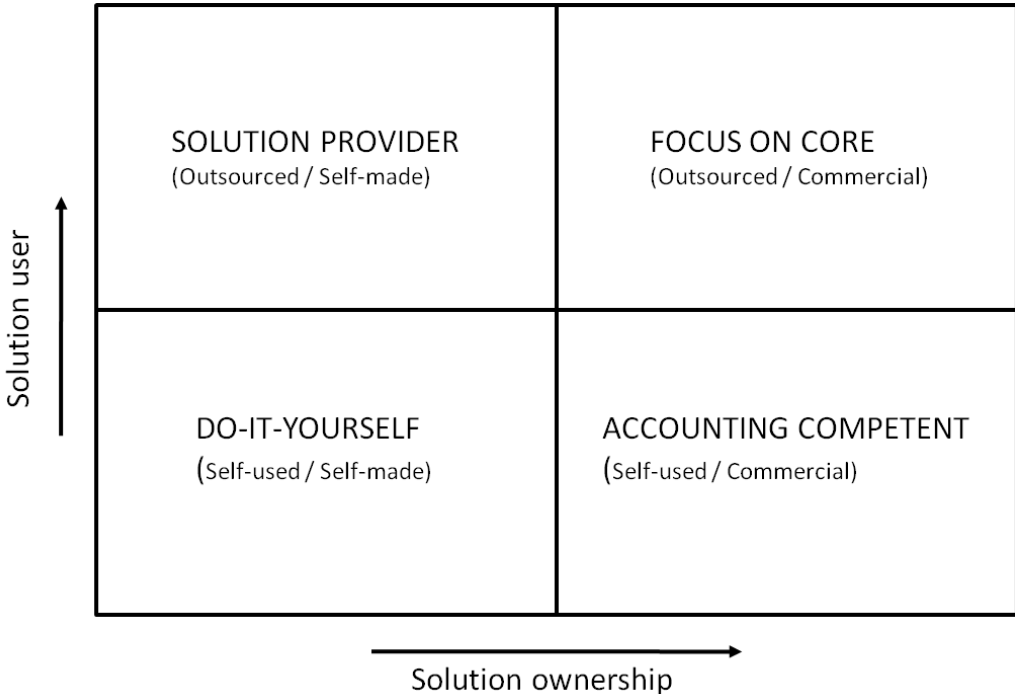 SOLUTION PROVIDER
(Outsourced / Self-made)
FOCUS ON CORE
(Outsourced / Commercial)
Solution user
DO-IT-YOURSELF
(Self-used / Self-made)
ACCOUNTING COMPETENT
(Self-used / Commercial)
Solution ownership